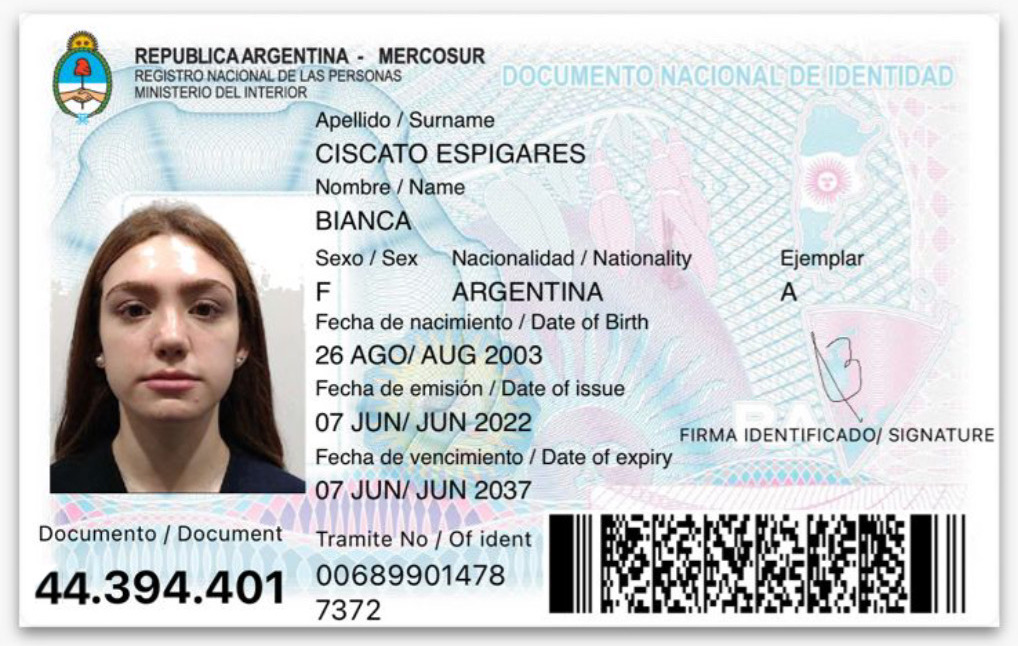 REPUBLICA ARGENTINA - MERCOSUR
REGISTRO NACIONAL DE LAS PERSONAS
MINISTERIO DEL INTERIOR
DOCUMENTO NACIONAL DE IDENTIDAD
Apellido / Surname
CISCATO ESPIGARES
Nombre / Name
BIANCA
Sexo / Sex Nacionalidad / Nationality Ejemplar
F ARGENTINA A
Fecha de nacimiento / Date of Birth
26 AGO/ AUG 2003
Fecha de emisión / Date of issue
07 JUN/ JUN 2022
FIRMA IDENTIFICADO/ SIGNATURE
Fecha de vencimiento / Date of expiry
07 JUN/ JUN 2037
Documento / Document
44.394.401
Tramite No / Of ident
00689901478
7372